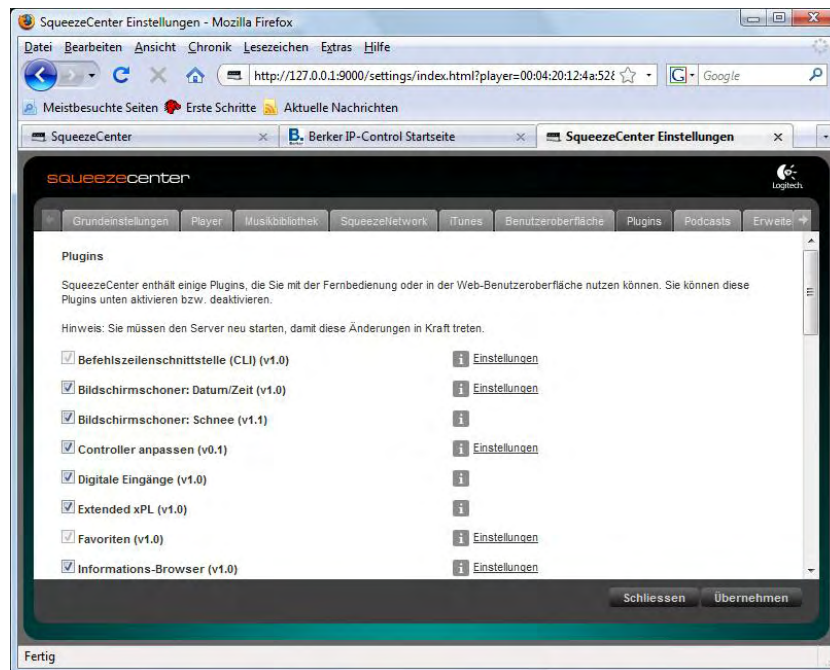 SqueezeCenter Einstellungen - Mozilla Firefox
Datei Bearbeiten Ansicht Chronik Lesezeichen Extras Hilfe
http://127.0.0.1:9000/settings/index.html?player=00:04:20:12:4a:528
G Google
Meistbesuchte Seiten Erste Schritte Aktuelle Nachrichten
SqueezeCenter B. Berker IP-Control Startseite SqueezeCenter Einstellungen
squeezecenter
Logitech
Grundeinstellungen Player Musikbibliothek SqueezeNetwork iTunes Benutzeroberfläche Plugins Podcasts Erweite
Plugins
SqueezeCenter enthält einige Plugins, die Sie mit der Fernbedienung oder in der Web-Benutzeroberfläche nutzen können. Sie können diese
Plugins unten aktivieren bzw. deaktivieren.
Hinweis: Sie müssen den Server neu starten, damit diese Änderungen in Kraft treten.
Befehlszeilenschnittstelle (CLI) (v1.0) i Einstellungen
Bildschirmschoner: Datum/Zeit (v1.0) i Einstellungen
Bildschirmschoner: Schnee (v1.1) i
Controller anpassen (v0.1) i Einstellungen
Digitale Eingänge (v1.0) i
Extended xPL (v1.0) i
Favoriten (v1.0) i Einstellungen
Informations-Browser (v1.0) i Einstellungen
Schliessen Übernehmen
Fertig